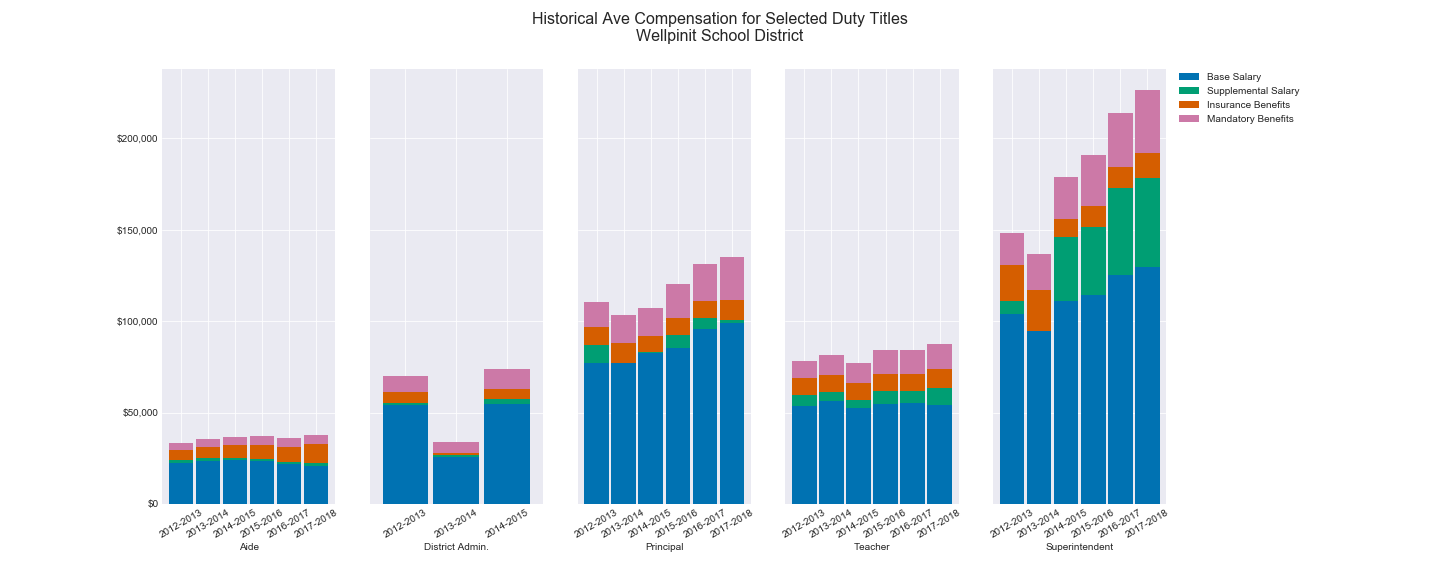 Historical Ave Compensation for Selected Duty Titles
Wellpinit School District
Base Salary
Supplemental Salary
Insurance Benefits
Mandatory Benefits
$200,000
$150,000
$100,000
$50,000
$0
2012-2013 2013-2014 2014-2015 2015-2016 2016-2017 2017-2018
Aide
2012-2013 2013-2014 2014-2015
District Admin.
2012-2013 2013-2014 2014-2015 2015-2016 2016-2017 2017-2018
Principal
2012-2013 2013-2014 2014-2015 2015-2016 2016-2017 2017-2018
Teacher
2012-2013 2013-2014 2014-2015 2015-2016 2016-2017 2017-2018
Superintendent